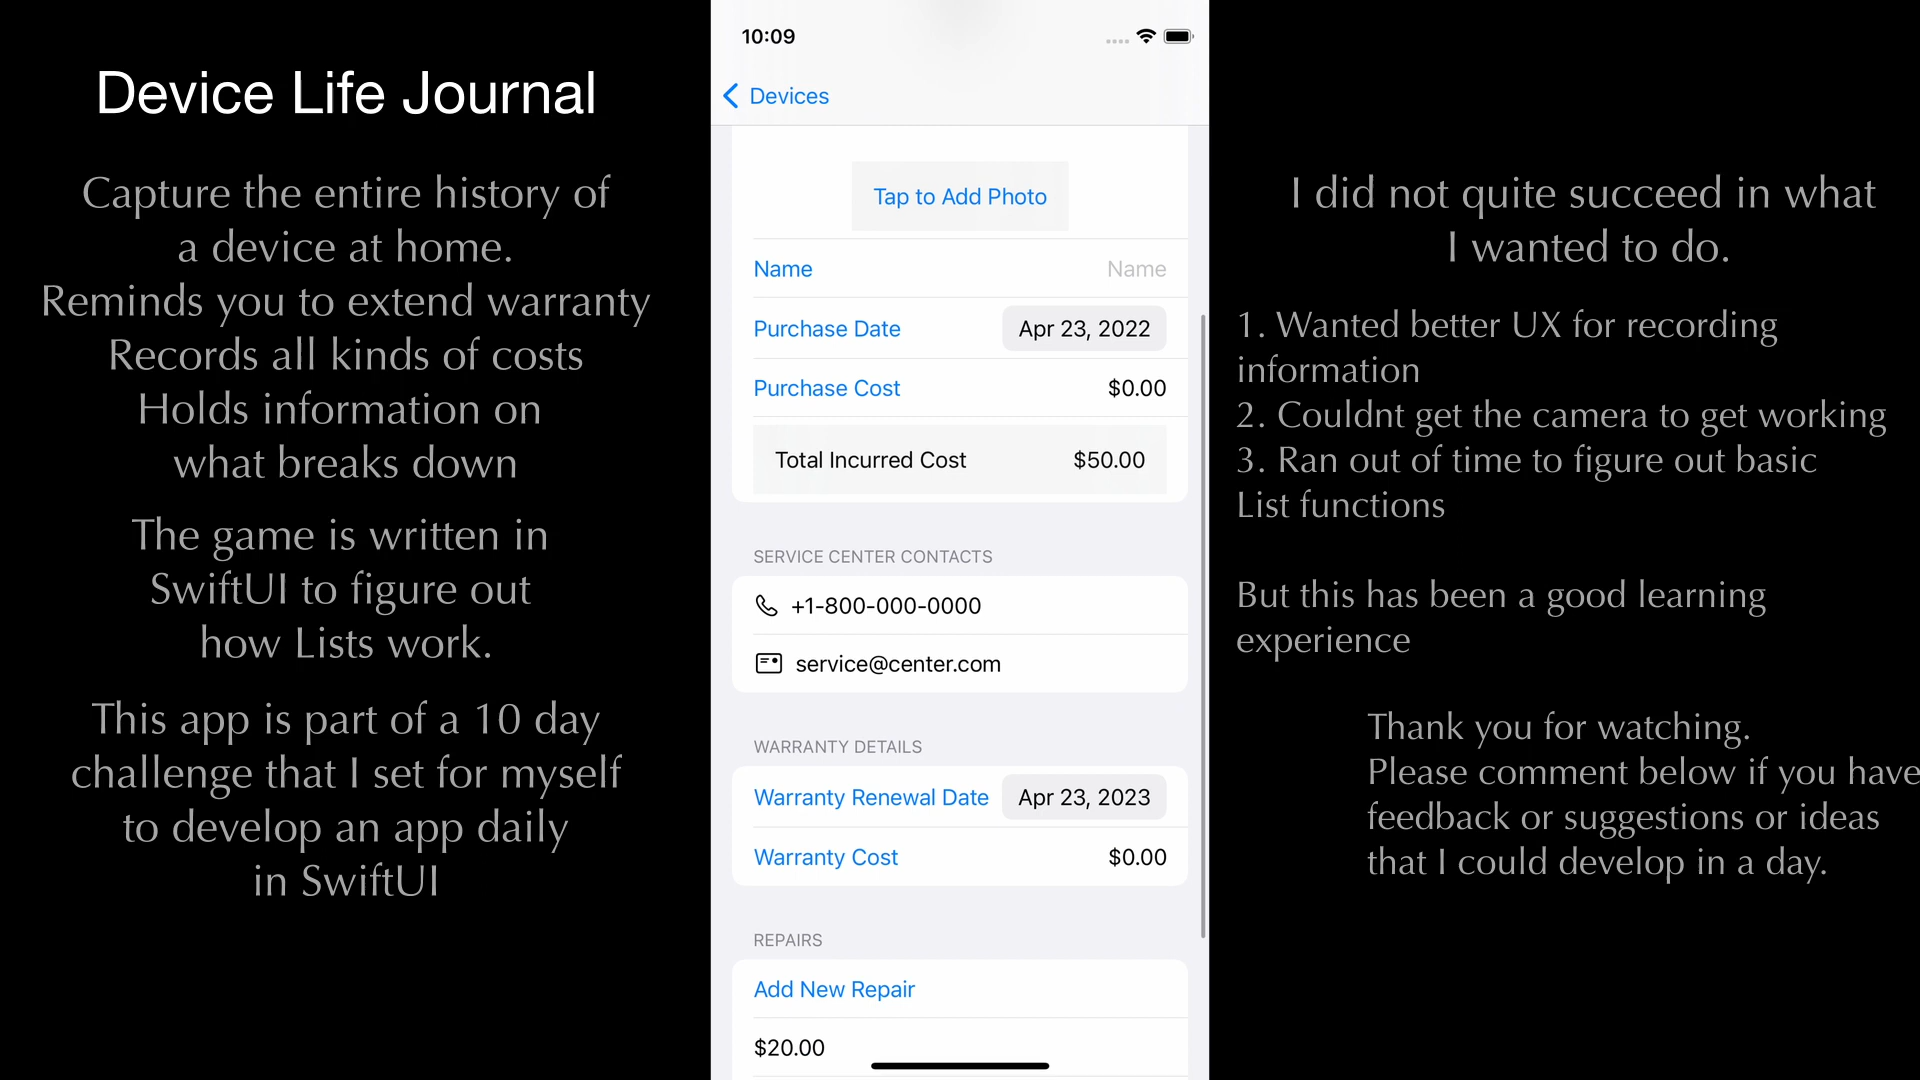 Device Life Journal
Capture the entire history of
a device at home.
Reminds you to extend warranty
Records all kinds of costs
Holds information on
what breaks down
The game is written in
SwiftUI to figure out
how Lists work.
This app is part of a 10 day
challenge that I set for myself
to develop an app daily
in SwiftUI
10:09
Devices
Tap to Add Photo
Name Name
Purchase Date Apr 23, 2022
Purchase Cost $0.00
Total Incurred Cost $50.00
SERVICE CENTER CONTACTS
+1-800-000-0000
service@center.com
WARRANTY DETAILS
Warranty Renewal Date Apr 23, 2023
Warranty Cost $0.00
REPAIRS
Add New Repair
$20.00
I did not quite succeed in what
I wanted to do.
1. Wanted better UX for recording
information
2. Couldnt get the camera to get working
3. Ran out of time to figure out basic
List functions
But this has been a good learning
experience
Thank you for watching.
Please comment below if you have
feedback or suggestions or ideas
that I could develop in a day.